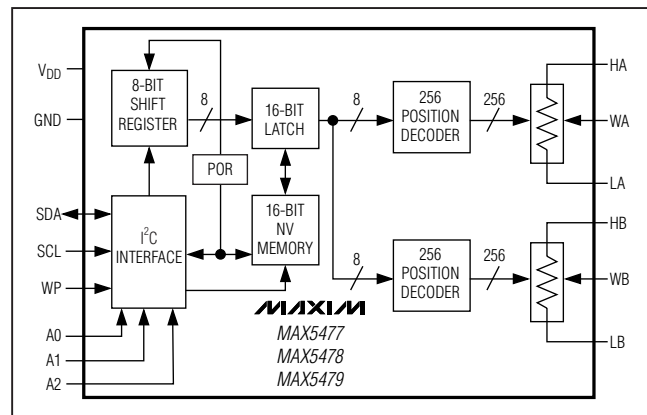 VDD
GND
SDA
SCL
WP
A0
A1
A2
8-BIT
SHIFT
REGISTER
8
POR
I2C
INTERFACE
16-BIT
LATCH
16-BIT
NV
MEMORY
8
256
POSITION
DECODER
256
8
256
POSITION
DECODER
256
HA
WA
LA
HB
WB
LB
MAXIM
MAX5477
MAX5478
MAX5479